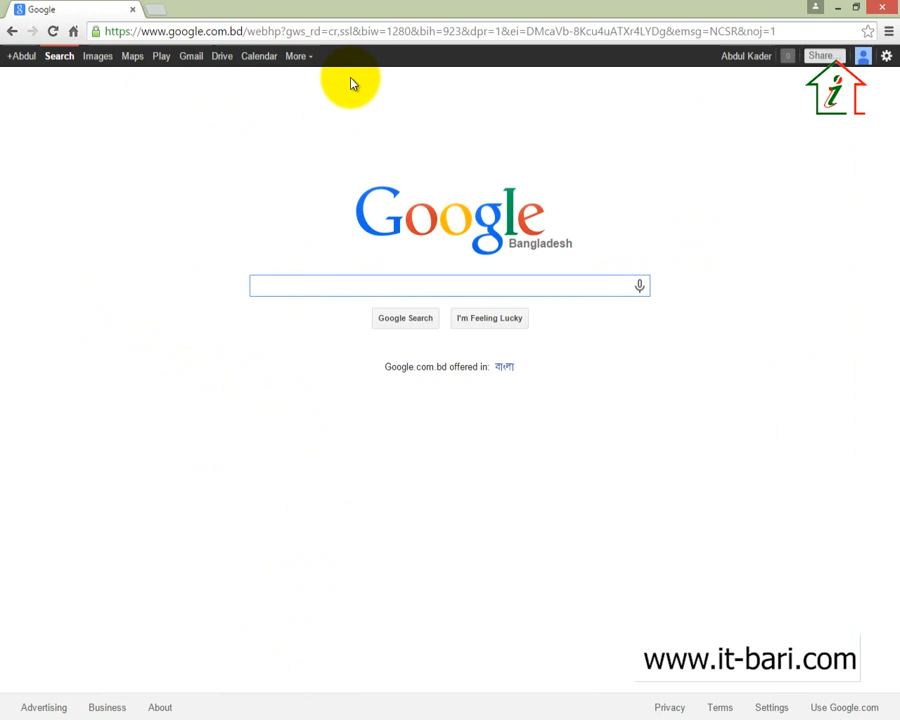 Google
https://www.google.com.bd/webhp?gws_rd=cr,ssl&biw=1280&bih=923&dpr=1&ei=DMcaVb-8Kcu4uATXr4LYDg&emsg=NCSR&noj=1
+Abdul Search Images Maps Play Gmail Drive Calendar More Abdul Kader 0 Share...
i
Google
Bangladesh
Google Search I'm Feeling Lucky
Google.com.bd offered in: বাংলা
www.it-bari.com
Advertising Business About Privacy Terms Settings Use Google.com